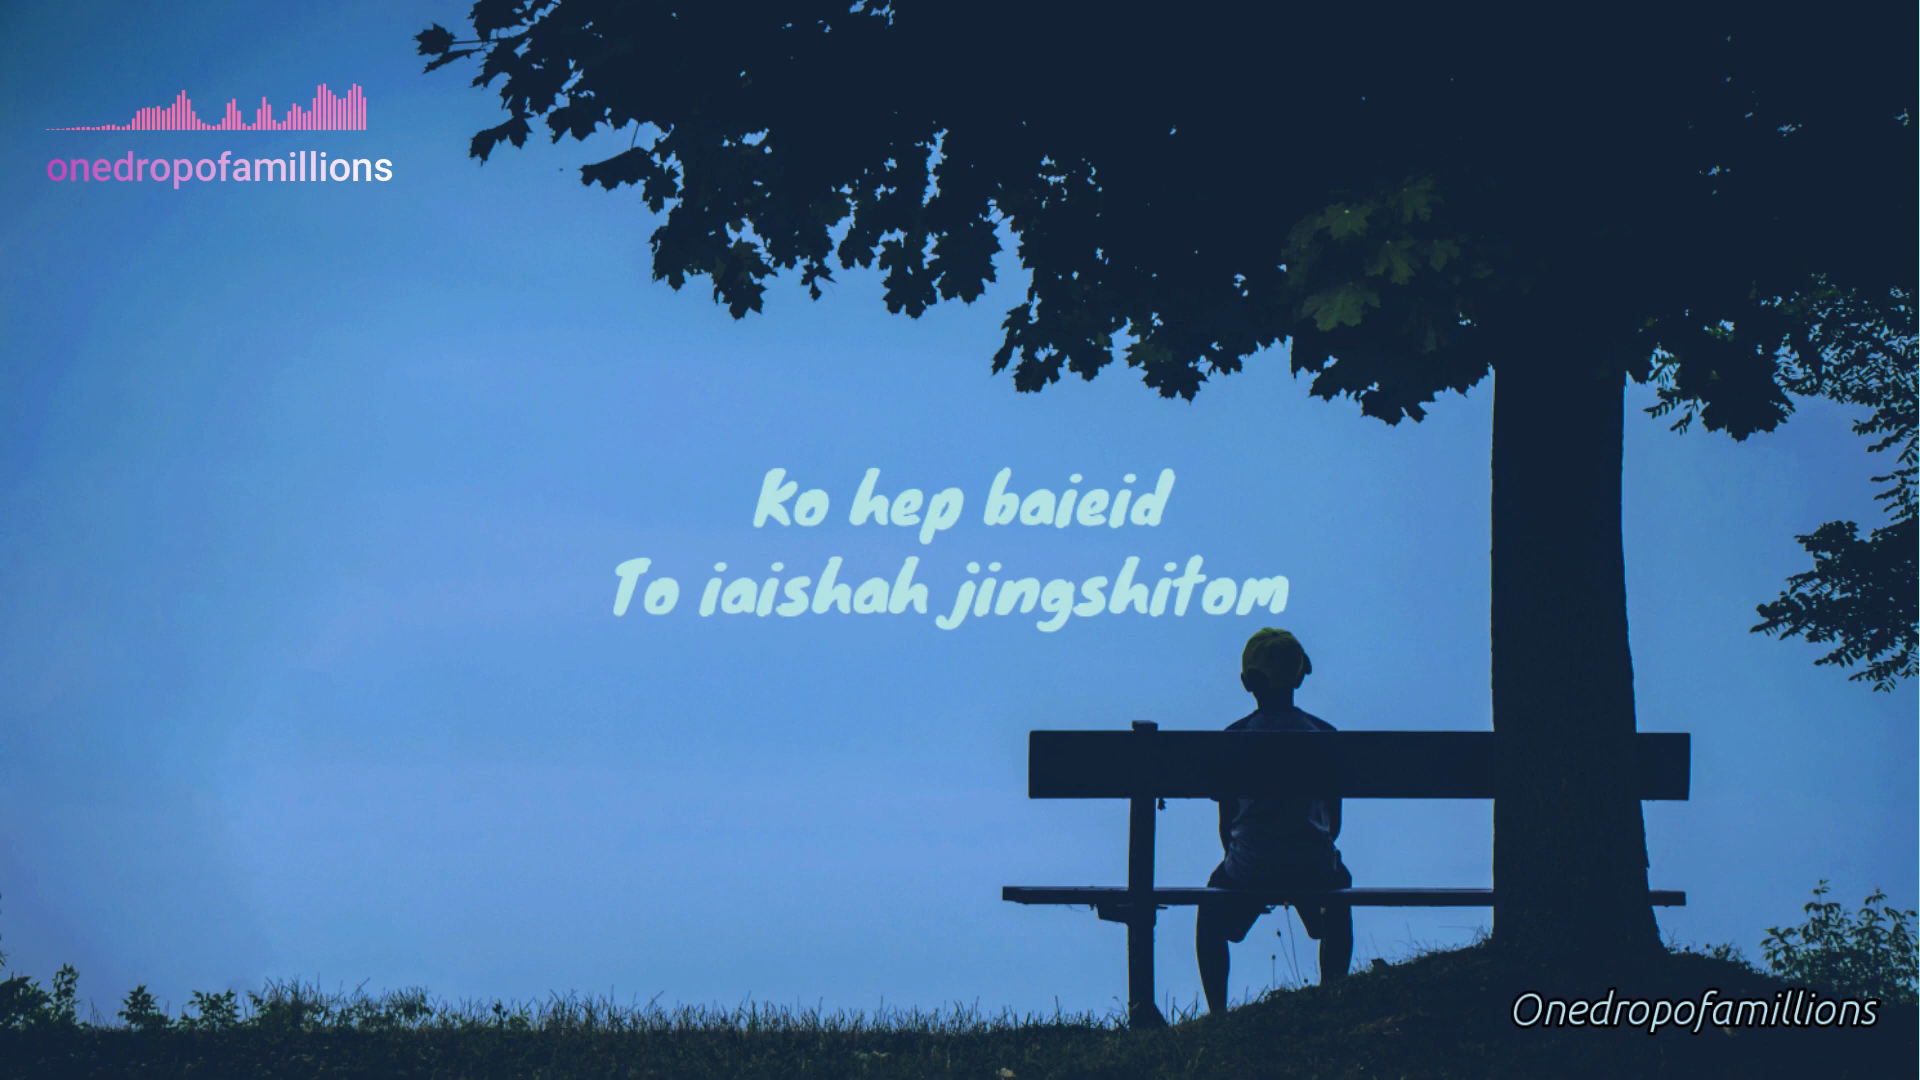 onedropofamillions
Ko hep baieid
To iaishah jingshitom
Onedropofamillions